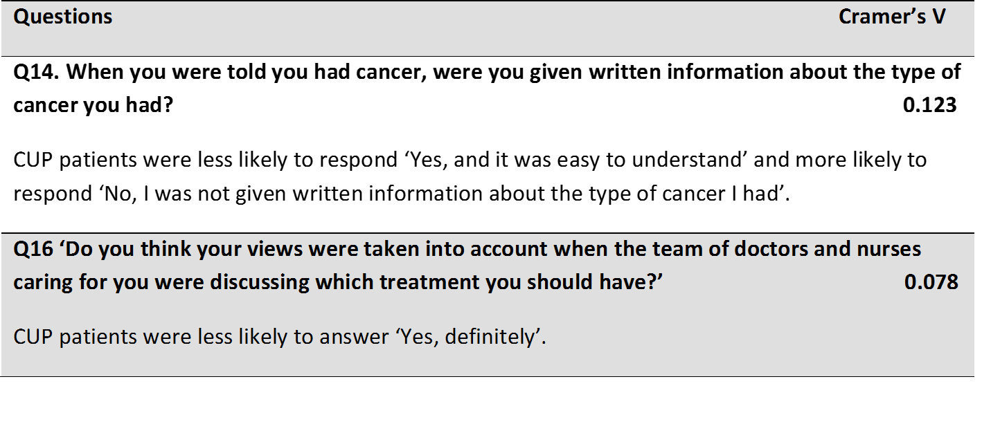 Questions Cramer’s V
Q14. When you were told you had cancer, were you given written information about the type of
cancer you had? 0.123
CUP patients were less likely to respond ‘Yes, and it was easy to understand’ and more likely to
respond ‘No, I was not given written information about the type of cancer I had’.
Q16 ‘Do you think your views were taken into account when the team of doctors and nurses
caring for you were discussing which treatment you should have?’ 0.078
CUP patients were less likely to answer ‘Yes, definitely’.